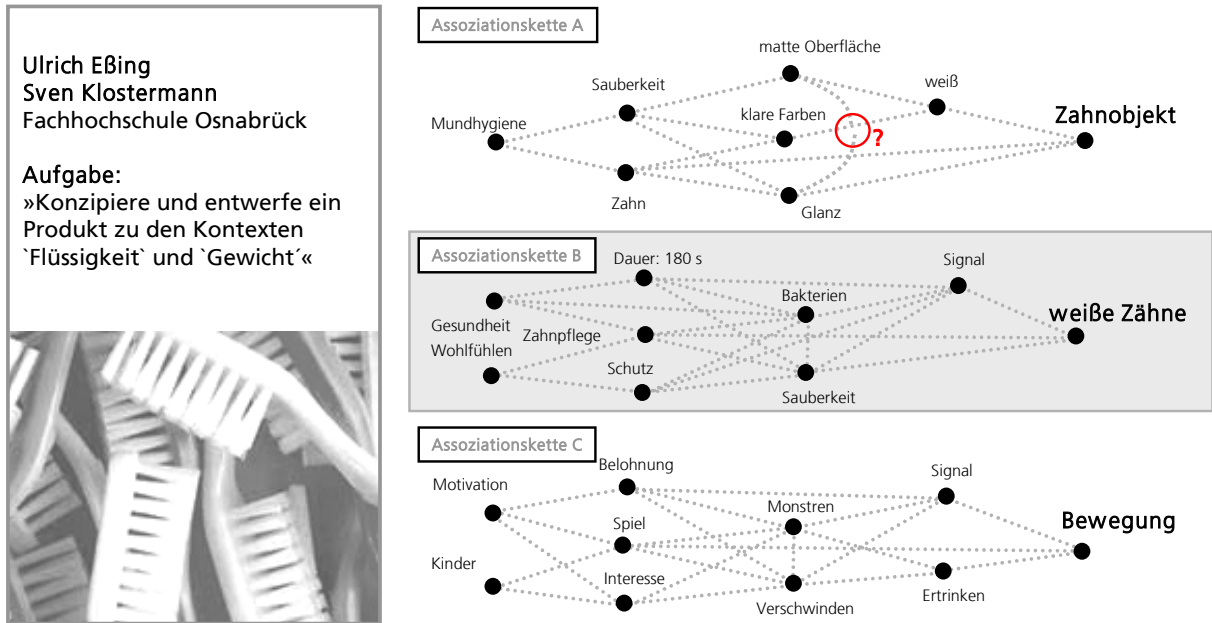 Ulrich Eßing
Sven Klostermann
Fachhochschule Osnabrück
Aufgabe:
»Konzipiere und entwerfe ein
Produkt zu den Kontexten
`Flüssigkeit` und `Gewicht´«
Assoziationskette A
matte Oberfläche
Sauberkeit
weiß
klare Farben
Mundhygiene
Zahnobjekt
?
Zahn
Glanz
Assoziationskette B
Dauer: 180 s
Signal
Bakterien
Gesundheit
Wohlfühlen
Zahnpflege
weiße Zähne
Schutz
Sauberkeit
Assoziationskette C
Belohnung
Signal
Motivation
Monstren
Spiel
Bewegung
Kinder
Interesse
Ertrinken
Verschwinden